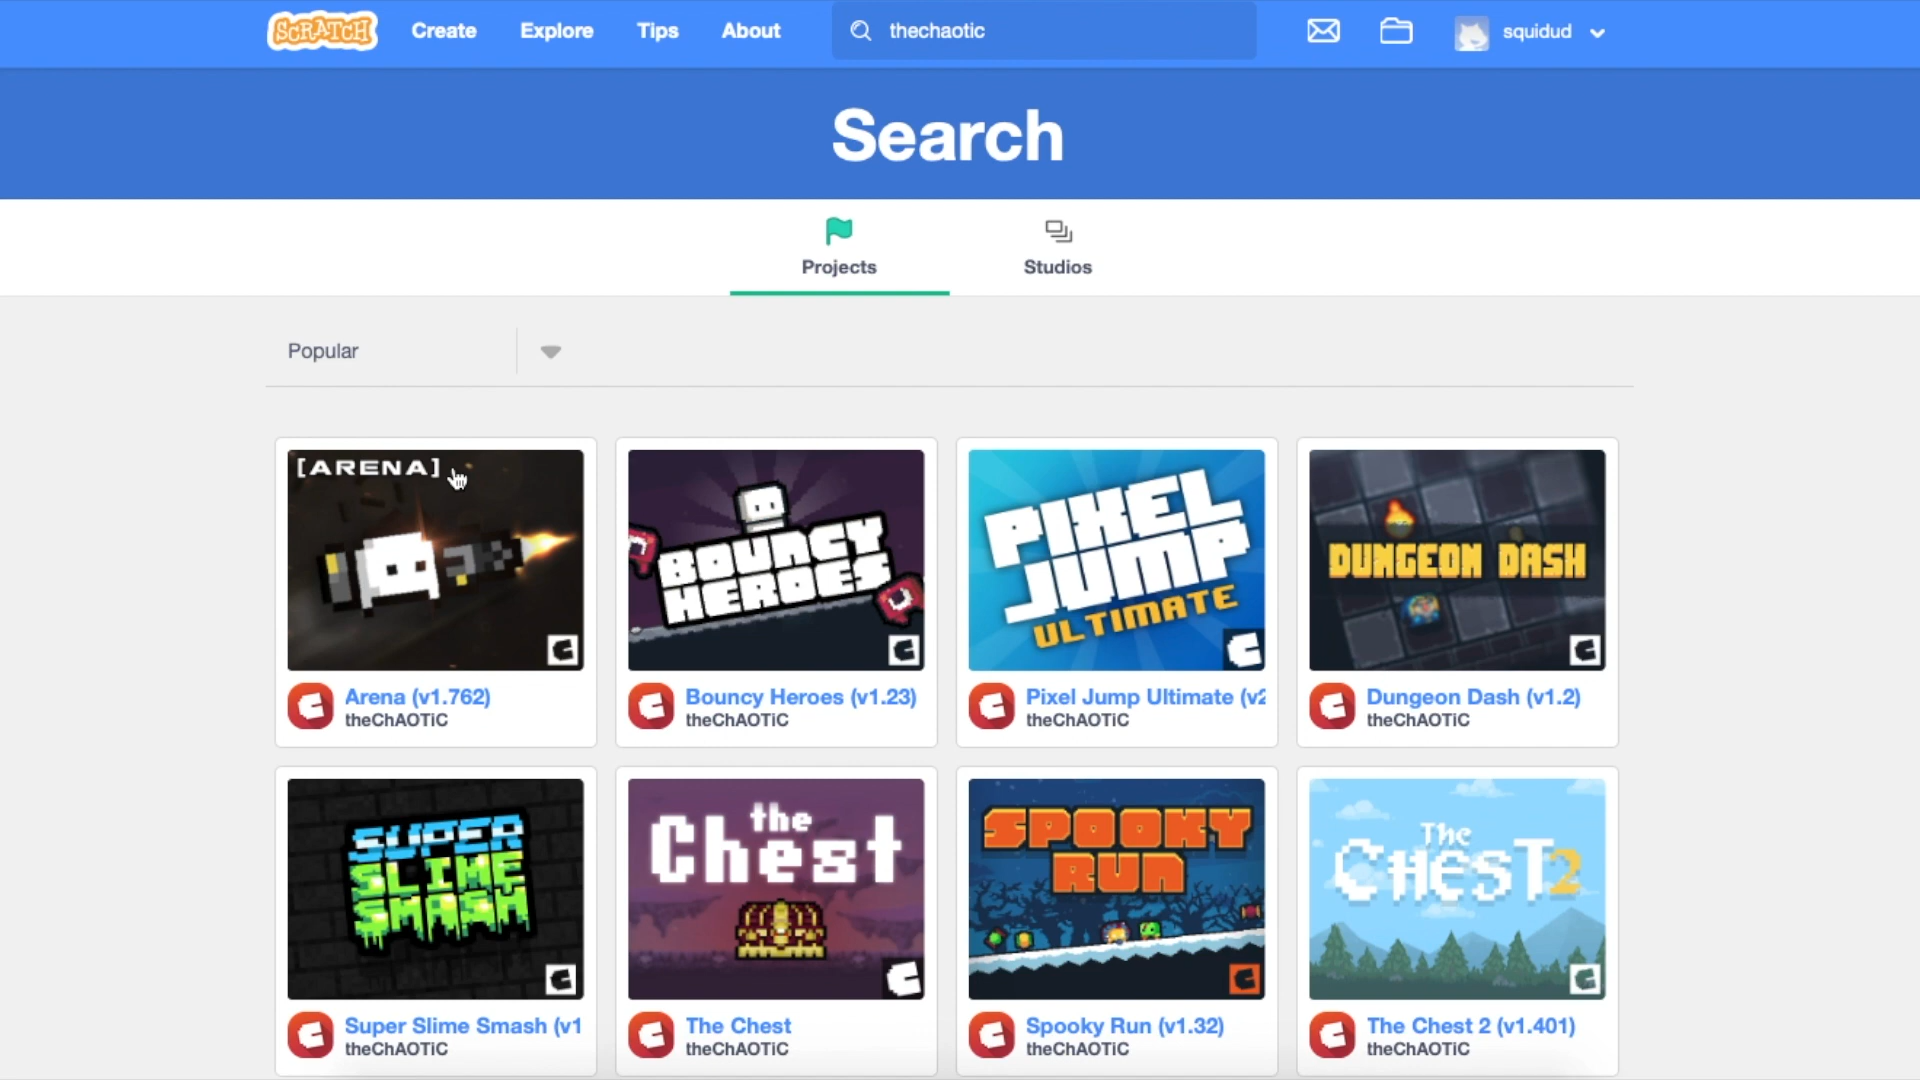 SCRATCH Create Explore Tips About thechaotic squidud
Search
Projects Studios
Popular
[ARENA]
BOUNCY
HEROES
PIXEL
JUMP
ULTIMATE
DUNGEON DASH
Arena (v1.762)
theChAOTiC
Bouncy Heroes (v1.23)
theChAOTiC
Pixel Jump Ultimate (v2
theChAOTiC
Dungeon Dash (v1.2)
theChAOTiC
SUPER
SLIME
SMASH
the
Chest
SPOOKY
RUN
The
CHEST 2
Super Slime Smash (v1
theChAOTiC
The Chest
theChAOTiC
Spooky Run (v1.32)
theChAOTiC
The Chest 2 (v1.401)
theChAOTiC